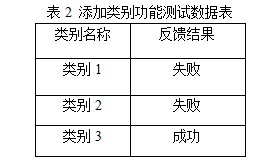 表 2 添加类别功能测试数据表
类别名称 反馈结果
类别 1 失败
类别 2 失败
类别 3 成功